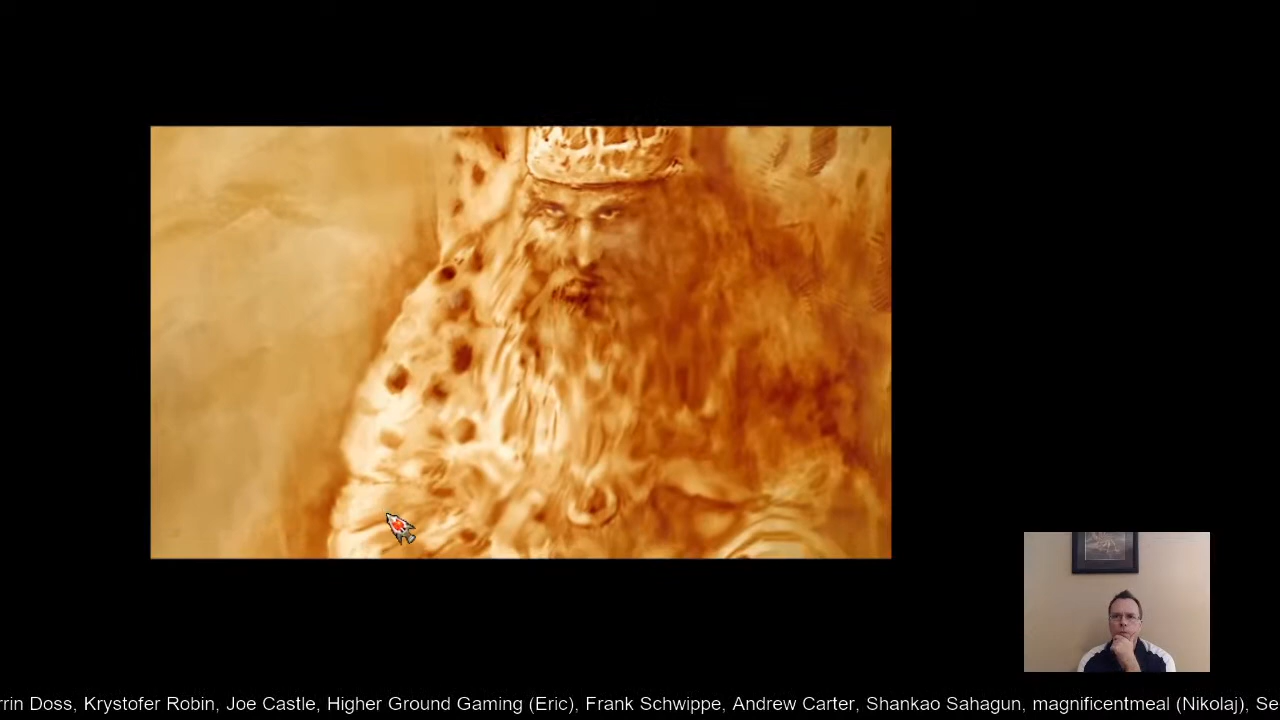 rrin Doss, Krystofer Robin, Joe Castle, Higher Ground Gaming (Eric), Frank Schwippe, Andrew Carter, Shankao Sahagun, magnificentmeal (Nikolaj), Se